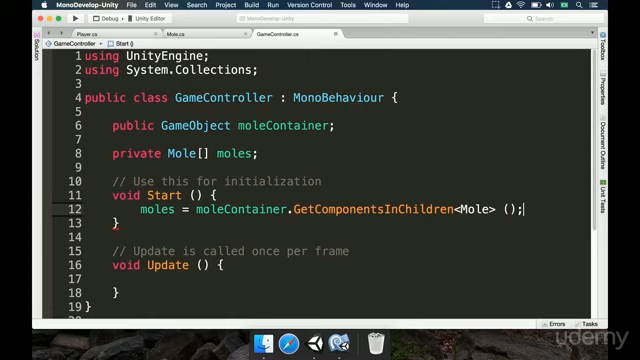 MonoDevelop-Unity File Edit View Search Project Build Run Version Control Tools
Debug Unity Editor
MonoDevelop-Unity
Search
Player.cs Mole.cs GameController.cs
GameController Start ()
Solution
Toolbox
Properties
Document Outline
Unit Tests
1 using UnityEngine;
2 using System.Collections;
3
4 public class GameController : MonoBehaviour {
5
6 public GameObject moleContainer;
7
8 private Mole[] moles;
9
10 // Use this for initialization
11 void Start () {
12 moles = moleContainer.GetComponentsInChildren<Mole> ();
13 }
14
15 // Update is called once per frame
16 void Update () {
17
18 }
19 }
20
Errors Tasks
udemy